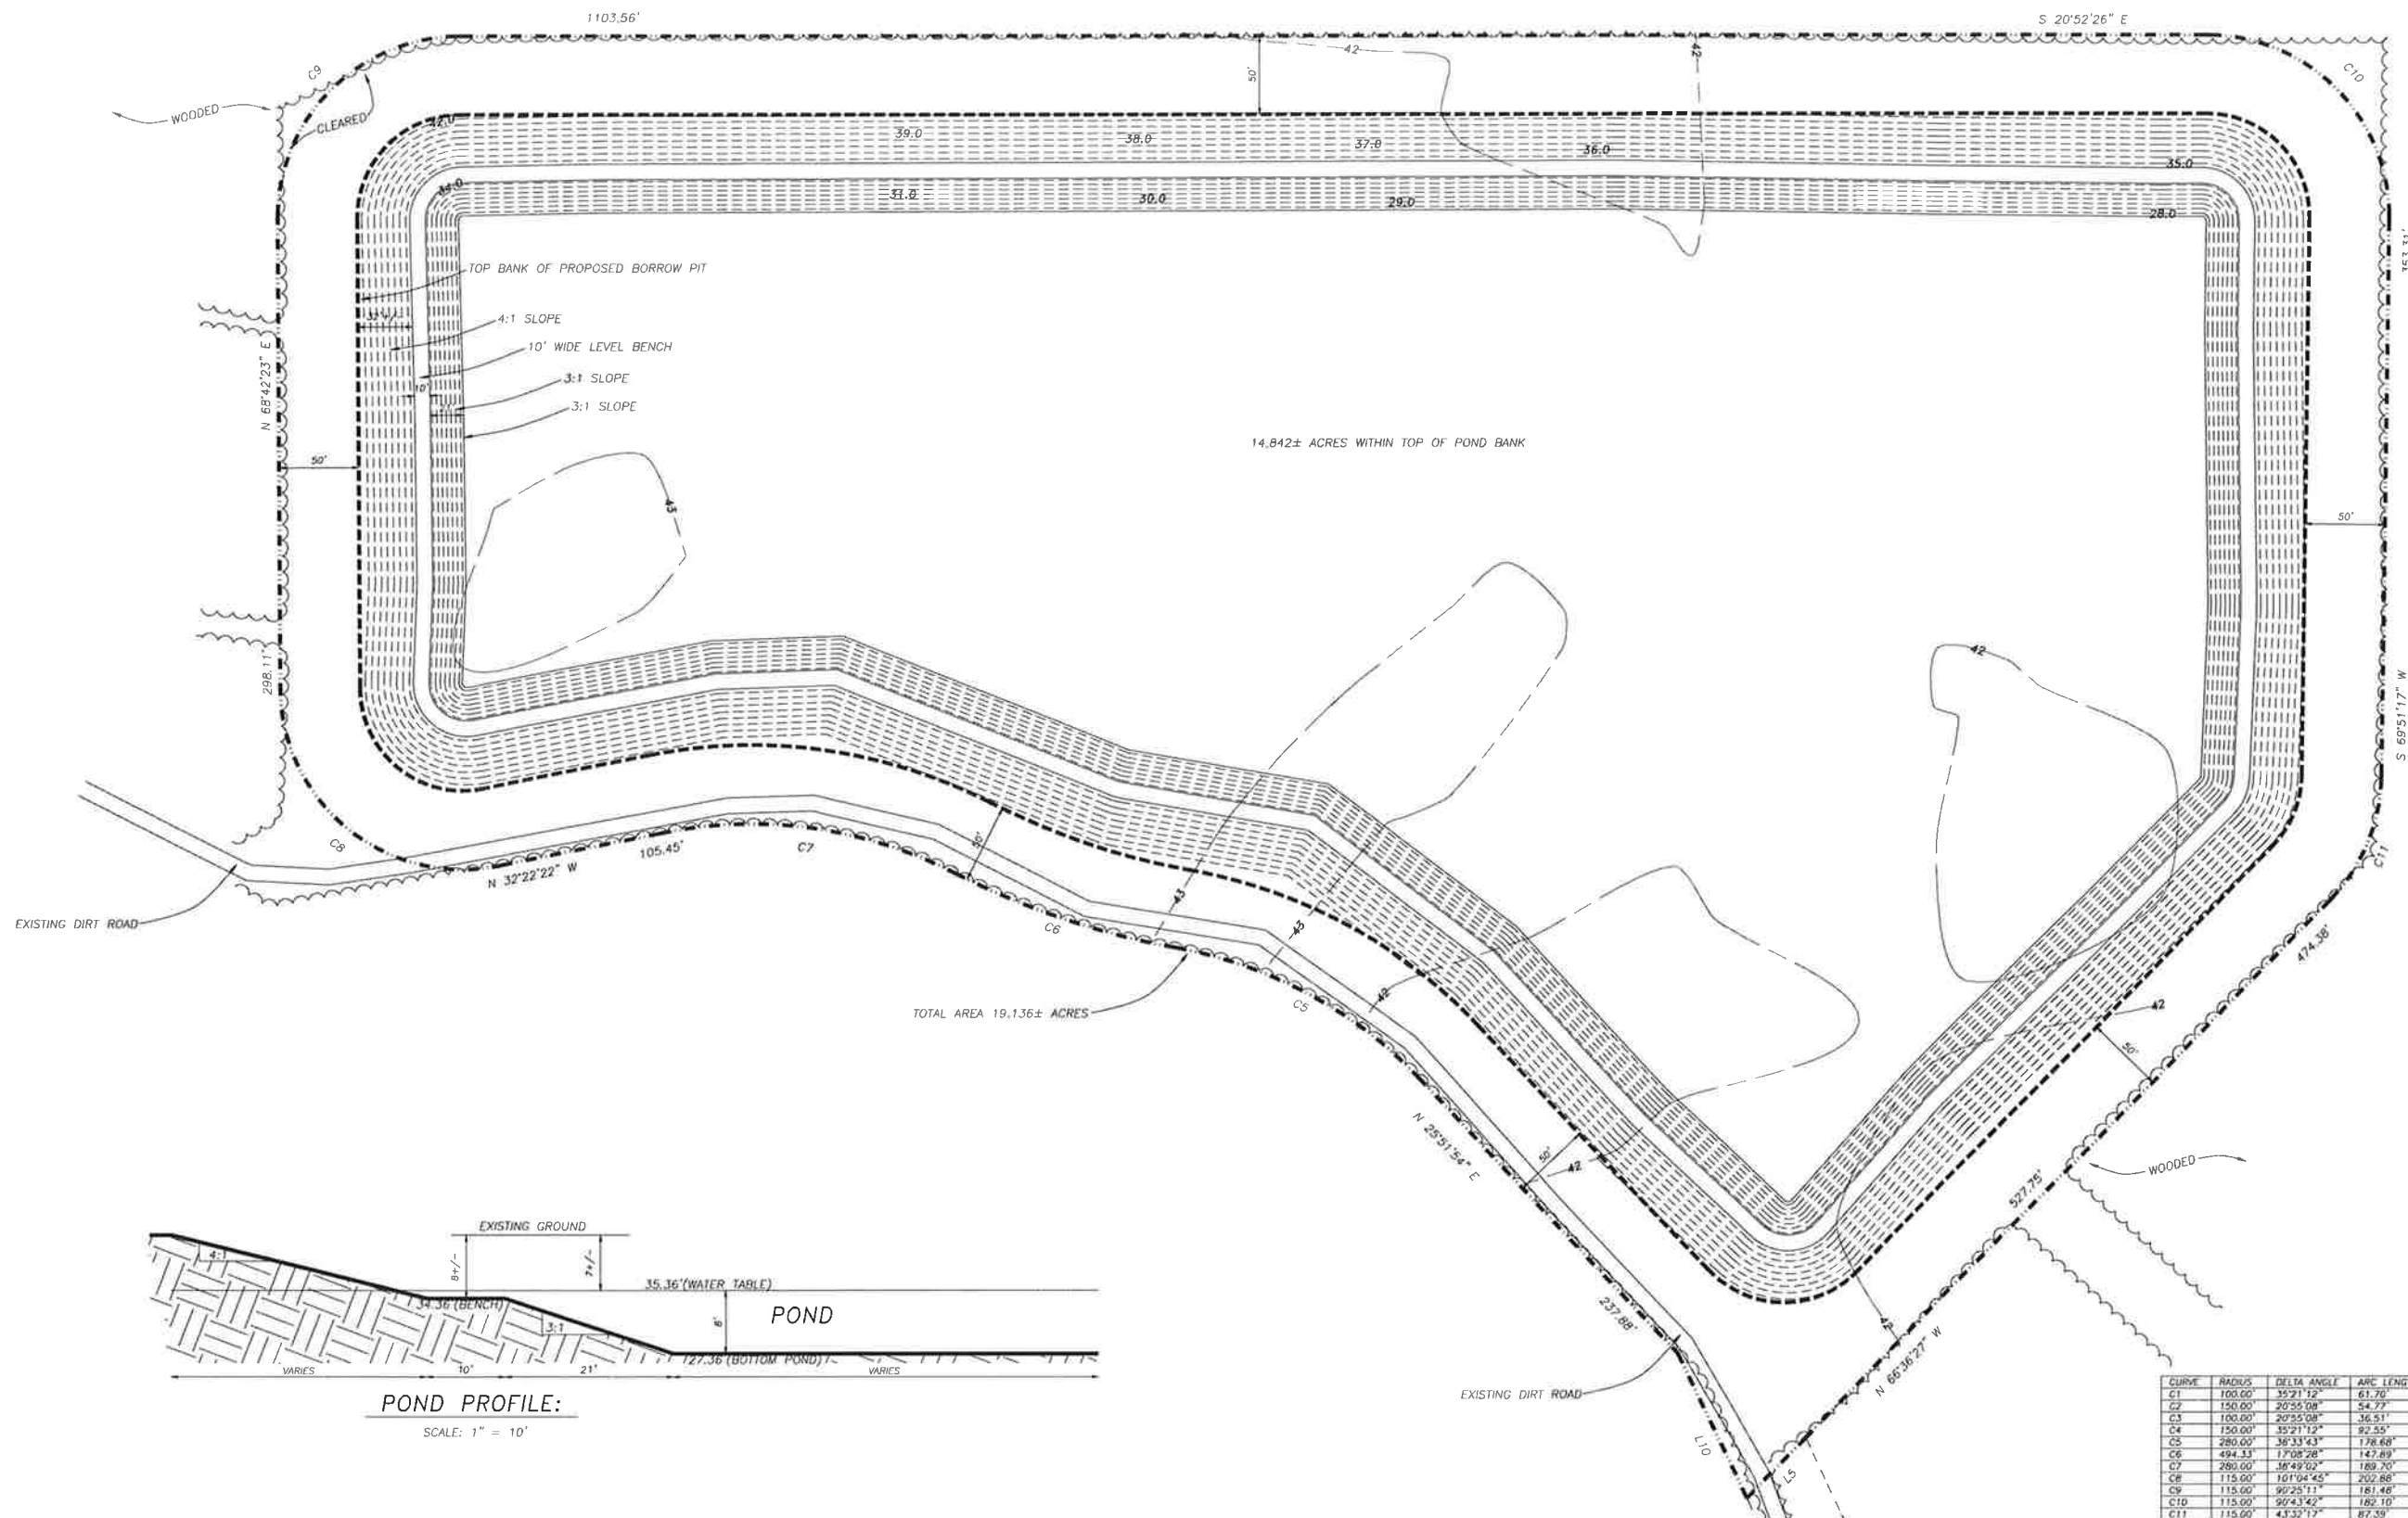 1103.56'
S 20°52'26" E
C9
C10
WOODED
CLEARED
42
42
50'
42.0
39.0
38.0
37.0
36.0
35.0
34.0
31.0
30.0
29.0
28.0
353.31'
TOP BANK OF PROPOSED BORROW PIT
32'+/-
4:1 SLOPE
10' WIDE LEVEL BENCH
10'
3:1 SLOPE
21'
3:1 SLOPE
N 68°42'23" E
14.842± ACRES WITHIN TOP OF POND BANK
50'
43
50'
298.11'
42
S 69°51'17" W
C8
N 32°22'22" W
105.45'
C7
50'
C11
EXISTING DIRT ROAD
43
C6
43
474.38'
42
C5
42
TOTAL AREA 19.136± ACRES
50'
N 25°51'54" E
50'
42
WOODED
527.75'
EXISTING GROUND
4:1
8+/-
7+/-
35.36'(WATER TABLE)
34.36 (BENCH)
POND
3:1
8'
27.36 (BOTTOM POND)
VARIES
10'
21'
VARIES
POND PROFILE:
SCALE: 1" = 10'
237.88'
42
N 66°36'27" W
EXISTING DIRT ROAD
L10
L5
CURVE RADIUS DELTA ANGLE ARC LENG
C1 100.00' 35°21'12" 61.70'
C2 150.00' 20°55'08" 54.77'
C3 100.00' 20°55'08" 36.51'
C4 150.00' 35°21'12" 92.55'
C5 280.00' 36°33'43" 178.68'
C6 494.33' 17°08'28" 147.89'
C7 280.00' 38°49'02" 189.70'
C8 115.00' 101°04'45" 202.88'
C9 115.00' 90°25'11" 181.48'
C10 115.00' 90°43'42" 182.10'
C11 115.00' 43°32'17" 87.39'